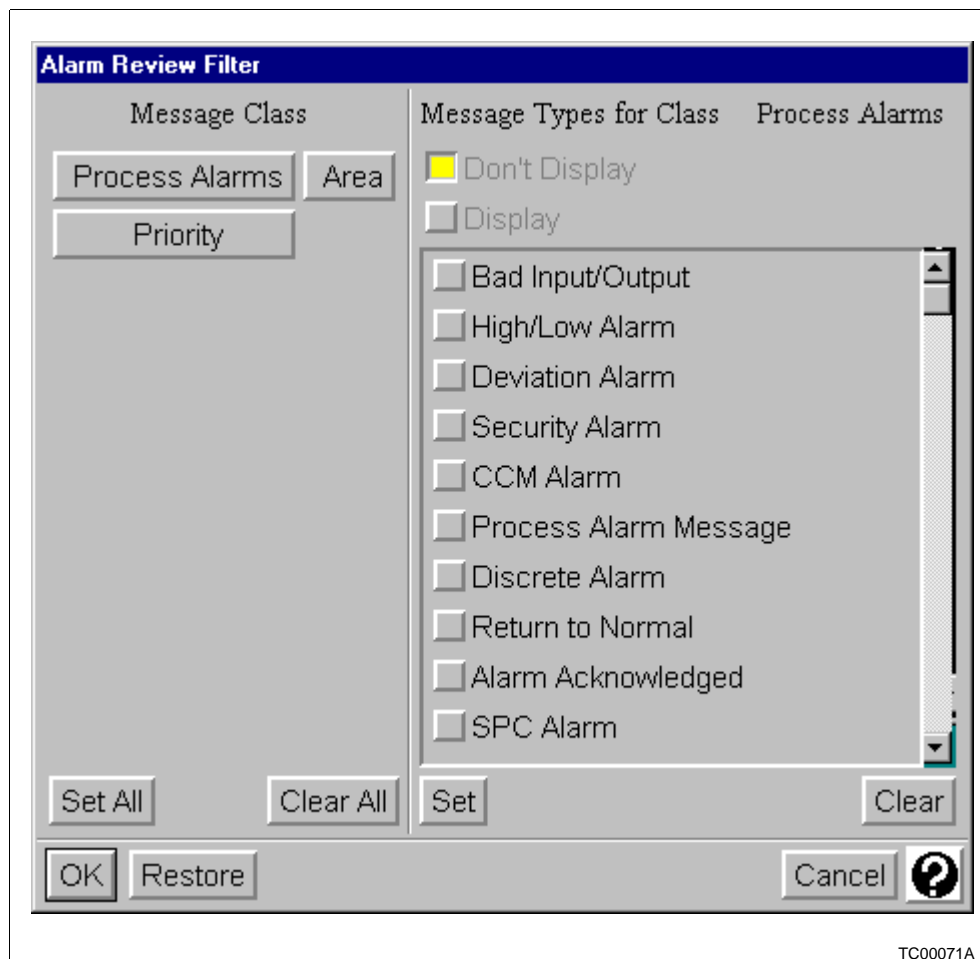 Alarm Review Filter
Message Class
Process Alarms Area
Priority
Set All Clear All
Message Types for Class Process Alarms
Don't Display
Display
Bad Input/Output
High/Low Alarm
Deviation Alarm
Security Alarm
CCM Alarm
Process Alarm Message
Discrete Alarm
Return to Normal
Alarm Acknowledged
SPC Alarm
Set Clear
OK Restore Cancel ?
TC00071A